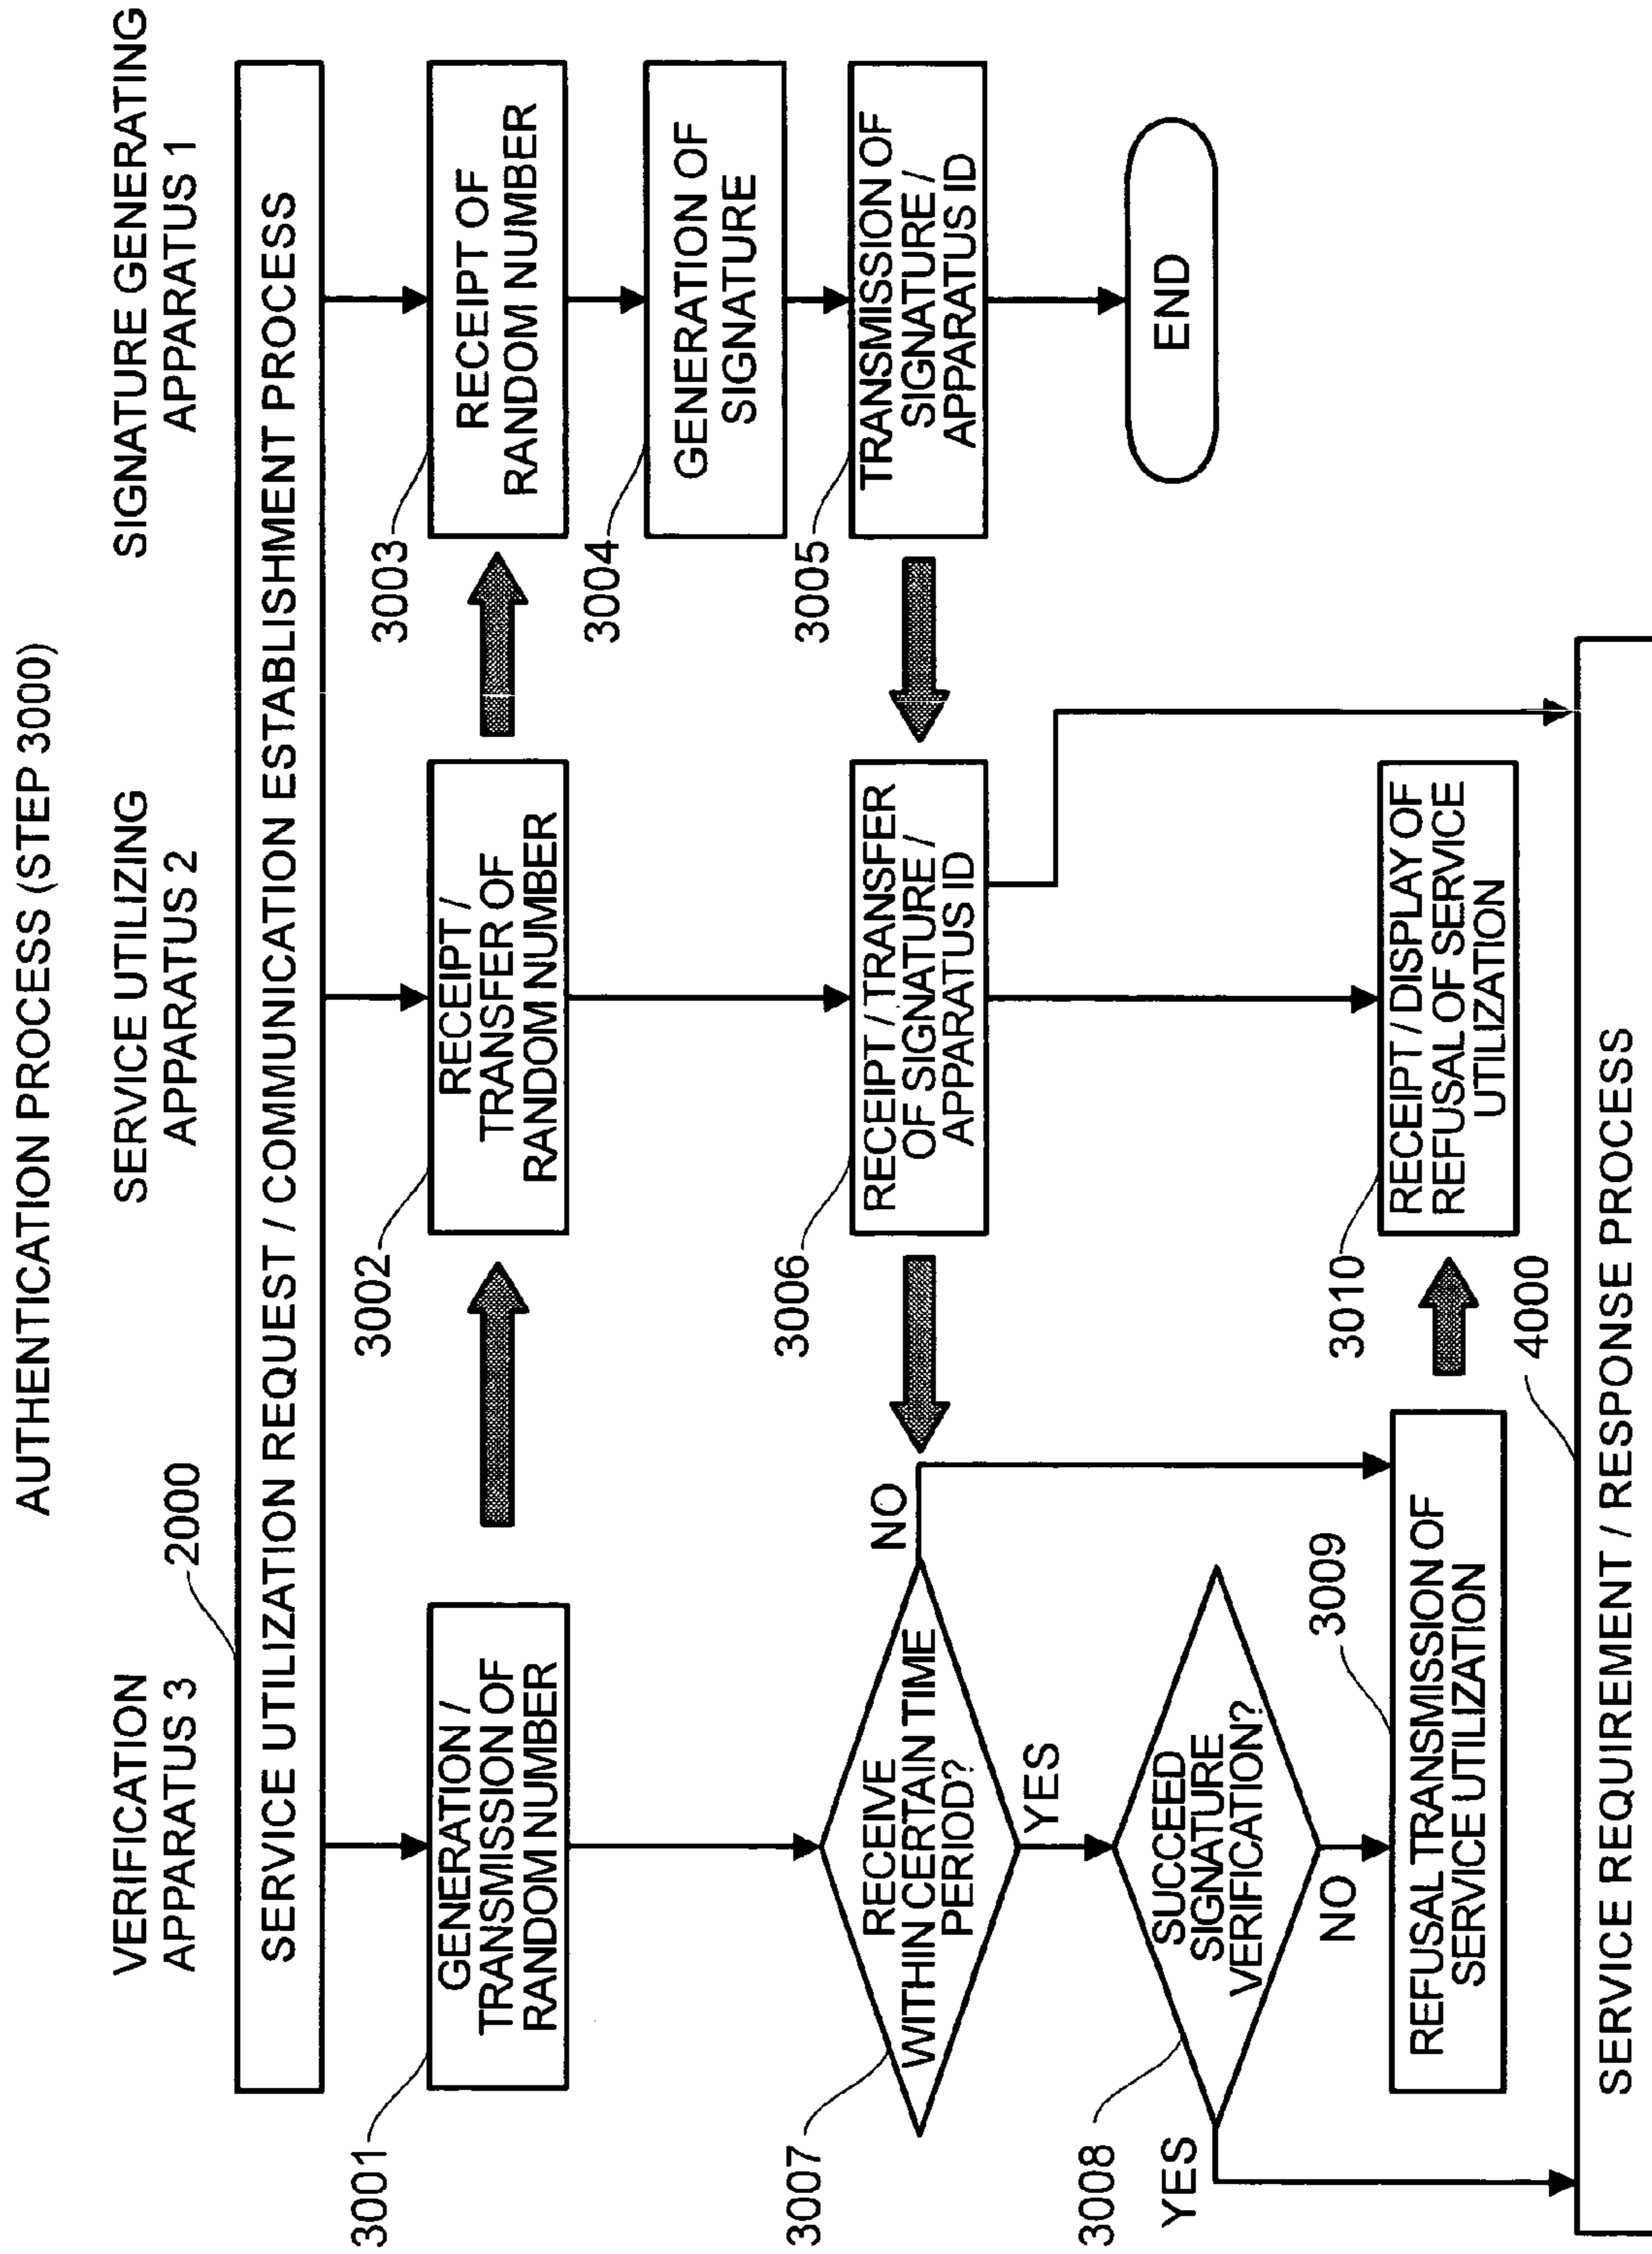 AUTHENTICATION PROCESS (STEP 3000)
VERIFICATION
APPARATUS 3
SERVICE UTILIZING
APPARATUS 2
SIGNATURE GENERATING
APPARATUS 1
2000
SERVICE UTILIZATION REQUEST / COMMUNICATION ESTABLISHMENT PROCESS
3001
GENERATION /
TRANSMISSION OF
RANDOM NUMBER
3002
RECEIPT /
TRANSFER OF
RANDOM NUMBER
3003
RECEIPT OF
RANDOM NUMBER
3004
GENERATION OF
SIGNATURE
3005
TRANSMISSION OF
SIGNATURE /
APPARATUS ID
END
3006
RECEIPT / TRANSFER
OF SIGNATURE /
APPARATUS ID
3007
RECEIVE
WITHIN CERTAIN TIME
PERIOD?
NO
YES
3008
SUCCEED
SIGNATURE
VERIFICATION?
YES
NO
3009
REFUSAL TRANSMISSION OF
SERVICE UTILIZATION
3010
RECEIPT / DISPLAY OF
REFUSAL OF SERVICE
UTILIZATION
4000
SERVICE REQUIREMENT / RESPONSE PROCESS